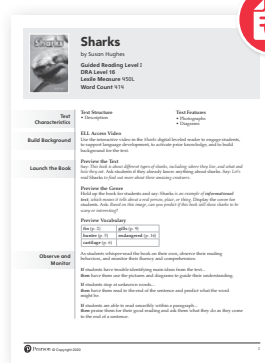 Sharks
Sharks
by Susan Hughes
Guided Reading Level I
DRA Level 16
Lexile Measure 450L
Word Count 414
Text
Characteristics
Text Structure
• Description
Text Features
• Photographs
• Diagrams
Build Background
ELL Access Video
Use the interactive video in the Sharks digital leveled reader to engage students,
to support language development, to activate prior knowledge, and to build
background for the text.
Launch the Book
Preview the Text
Say: This book is about different types of sharks, including where they live, and what and
how they eat. Ask students if they already know anything about sharks. Say: Let's
read Sharks to find out more about these amazing creatures.
Preview the Genre
Hold up the book for students and say: Sharks is an example of informational
text, which means it tells about a real person, place, or thing. Display the cover for
students. Ask: Based on this cover, can you predict if this book will show sharks to be
scary or interesting?
Preview Vocabulary
fin (p. 2)
gills (p. 9)
hunter (p. 5)
endangered (p. 16)
cartilage (p. 6)
Observe and
Monitor
As students whisper-read the book on their own, observe their reading
behaviors, and monitor their fluency and comprehension.
If students have trouble identifying main ideas from the text...
then have them use the pictures and diagrams to guide their understanding.
If students stop at unknown words...
then have them read to the end of the sentence and predict what the word
might be.
If students are able to read smoothly within a paragraph...
then praise them for their good reading and ask them what they do as they come
to the end of a sentence.
Pearson © Copyright 2020